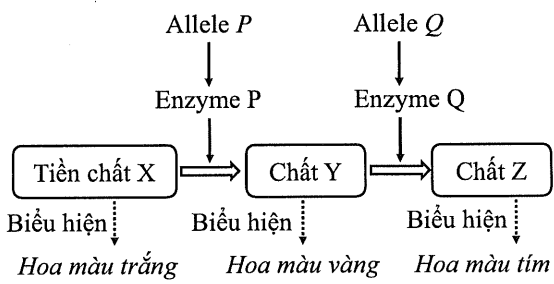 Allele P Allele Q
Enzyme P Enzyme Q
Tiền chất X Chất Y Chất Z
Biểu hiện Biểu hiện Biểu hiện
Hoa màu trắng Hoa màu vàng Hoa màu tím